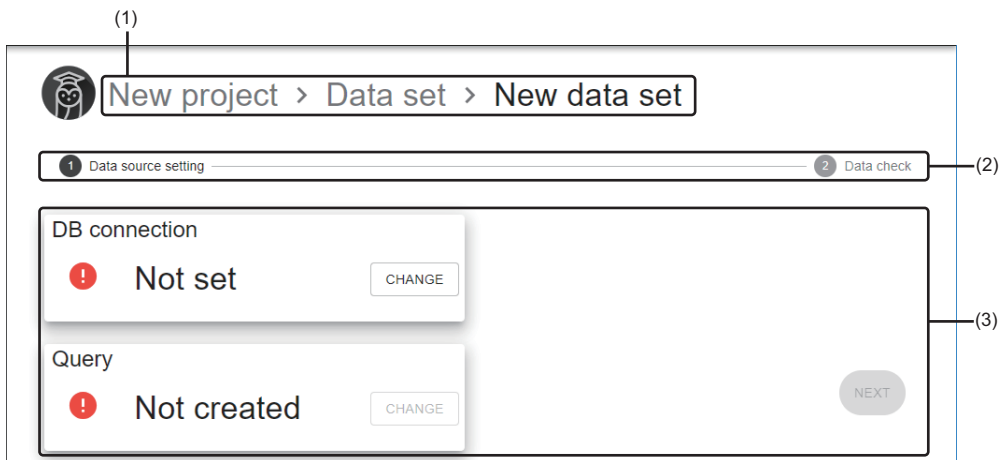 (1)
New project > Data set > New data set
1 Data source setting 2 Data check
(2)
DB connection
! Not set CHANGE
(3)
Query
! Not created CHANGE
NEXT